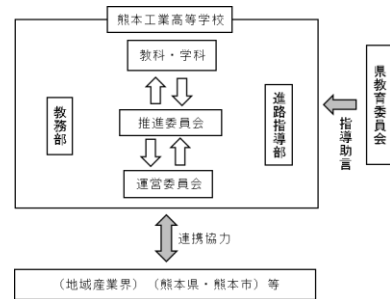 熊本工業高等学校
教科・学科
教務部
推進委員会
進路指導部
運営委員会
県教育委員会
指導助言
連携協力
（地域産業界）（熊本県・熊本市）等